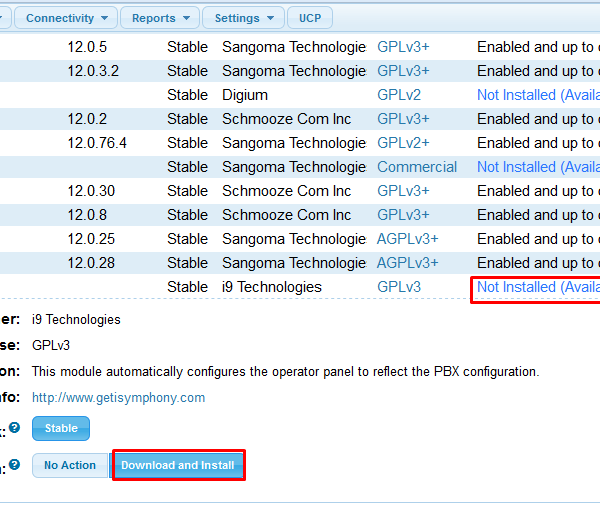 Connectivity Reports Settings UCP
12.0.5 Stable Sangoma Technologies GPLv3+ Enabled and up to
12.0.3.2 Stable Sangoma Technologies GPLv3+ Enabled and up to
Stable Digium GPLv2 Not Installed (Availa
12.0.2 Stable Schmooze Com Inc GPLv3+ Enabled and up to
12.0.76.4 Stable Sangoma Technologies GPLv2+ Enabled and up to
Stable Sangoma Technologies Commercial Not Installed (Availa
12.0.30 Stable Schmooze Com Inc GPLv3+ Enabled and up to
12.0.8 Stable Schmooze Com Inc GPLv3+ Enabled and up to
12.0.25 Stable Sangoma Technologies AGPLv3+ Enabled and up to
12.0.28 Stable Sangoma Technologies AGPLv3+ Enabled and up to
Stable i9 Technologies GPLv3 Not Installed (Availa
er: i9 Technologies
se: GPLv3
on: This module automatically configures the operator panel to reflect the PBX configuration.
nfo: http://www.getisymphony.com
Stable
No Action Download and Install